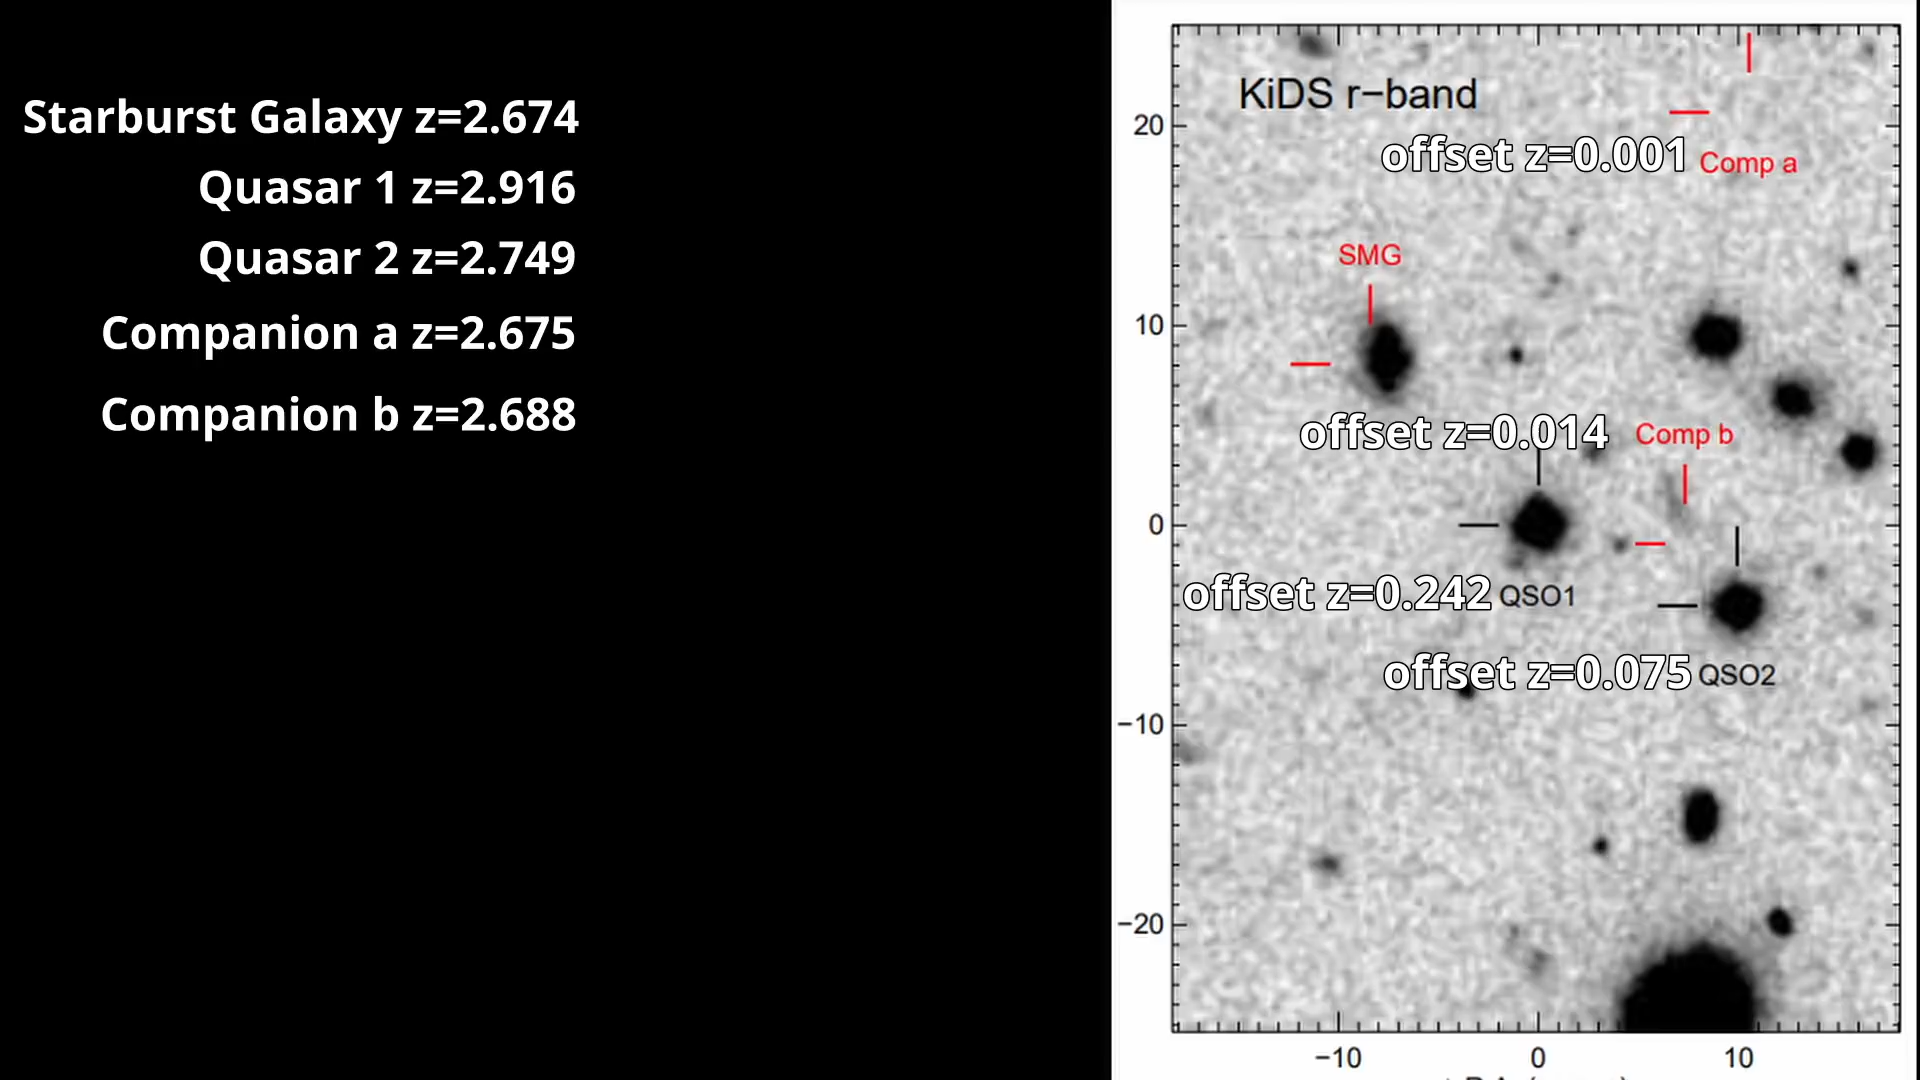 Starburst Galaxy z=2.674
Quasar 1 z=2.916
Quasar 2 z=2.749
Companion a z=2.675
Companion b z=2.688
KiDS r−band
20
offset z=0.001 Comp a
SMG
10
offset z=0.014 Comp b
0
offset z=0.242 QSO1
offset z=0.075 QSO2
−10
−20
−10 0 10